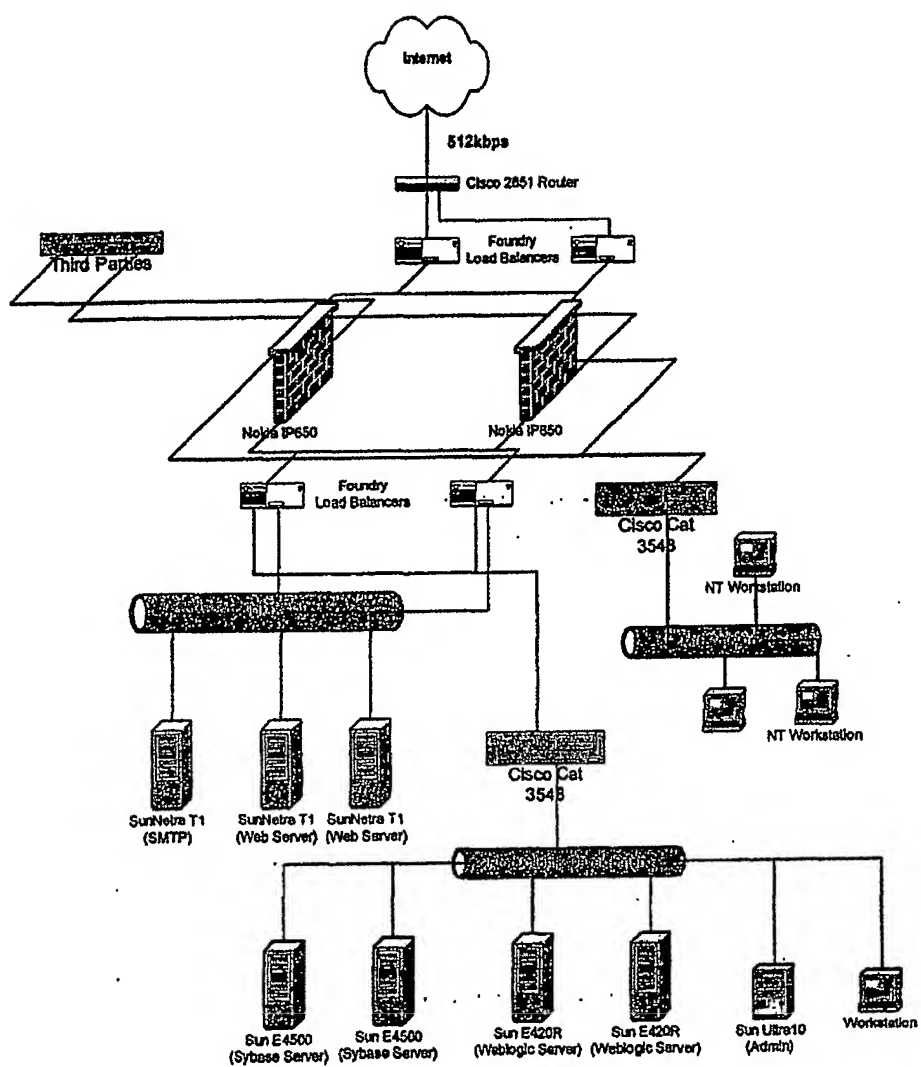 Internet
512kbps
Cisco 2651 Router
Foundry
Load Balancers
Third Parties
Nokia IP650
Nokia IP650
Foundry
Load Balancers
Cisco Cat
3548
NT Workstation
NT Workstation
Cisco Cat
3548
SunNetra T1
(SMTP)
SunNetra T1
(Web Server)
SunNetra T1
(Web Server)
Sun E4500
(Sybase Server)
Sun E4500
(Sybase Server)
Sun E420R
(Weblogic Server)
Sun E420R
(Weblogic Server)
Sun Ultra10
(Admin)
Workstation